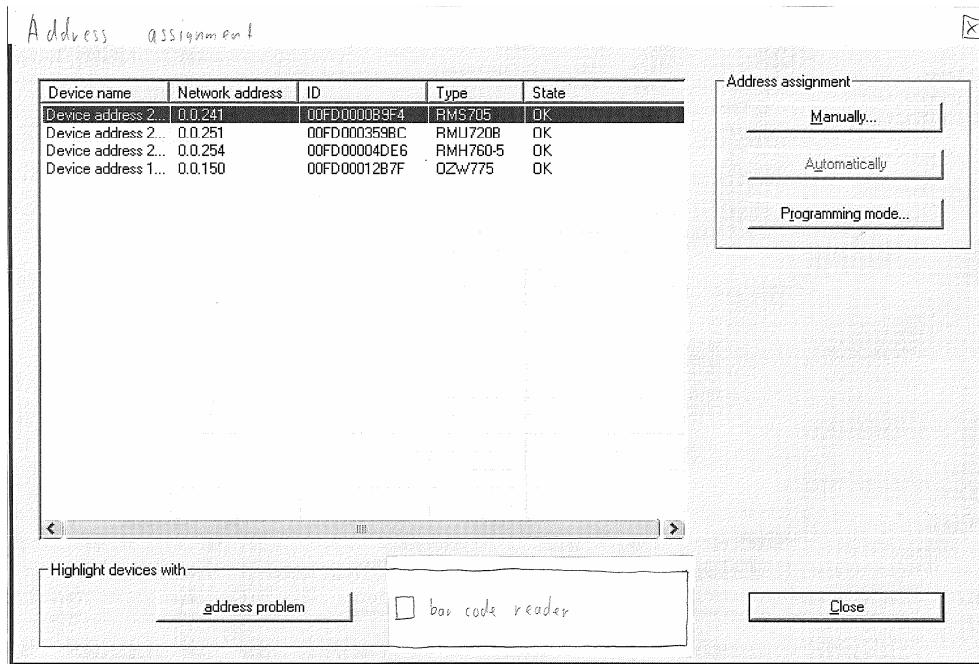 Address assignment
Device name Network address ID Type State
Device address 2... 0.0.241 00FD0000B9F4 RMS705 OK
Device address 2... 0.0.251 00FD000359BC RMU720B OK
Device address 2... 0.0.254 00FD00004DE6 RMH760-5 OK
Device address 1... 0.0.150 00FD00012B7F OZW775 OK
Address assignment
Manually...
Automatically
Programming mode...
Highlight devices with
address problem
bar code reader
Close